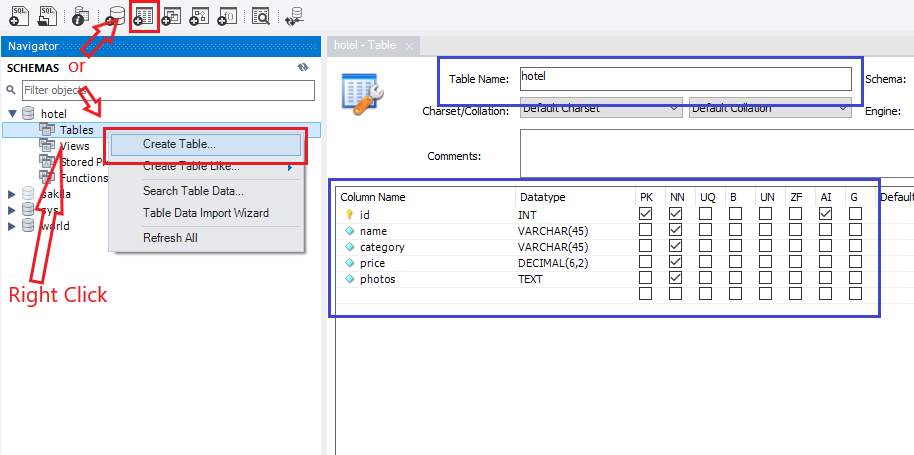 SQL SQL
Navigator
SCHEMAS or
Filter objects
hotel
Tables
Views
Functions
sakila
sys
world
Right Click
Create Table...
Create Table Like...
Search Table Data...
Table Data Import Wizard
Refresh All
hotel - Table
Table Name: hotel Schema:
Charset/Collation: Default Charset Default Collation Engine:
Comments:
Column Name Datatype PK NN UQ B UN ZF AI G Default
id INT
name VARCHAR(45)
category VARCHAR(45)
price DECIMAL(6,2)
photos TEXT